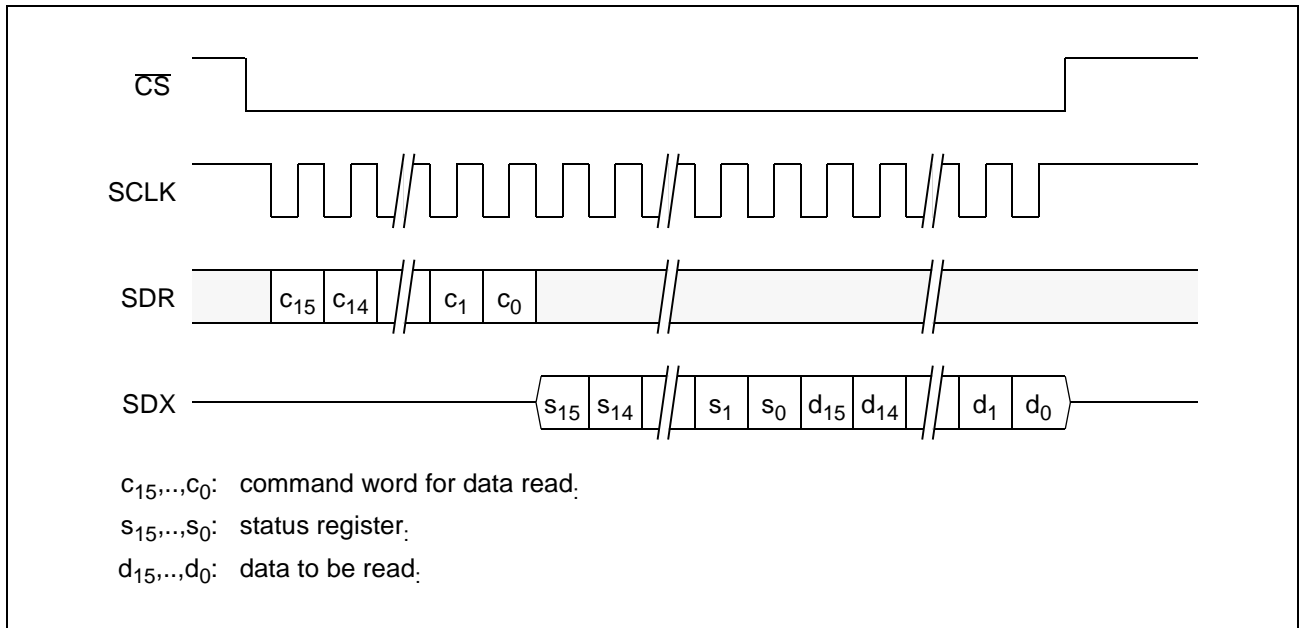 CS
SCLK
SDR c15 c14 c1 c0
SDX s15 s14 s1 s0 d15 d14 d1 d0
c15,..,c0: command word for data read:
s15,..,s0: status register:
d15,..,d0: data to be read: